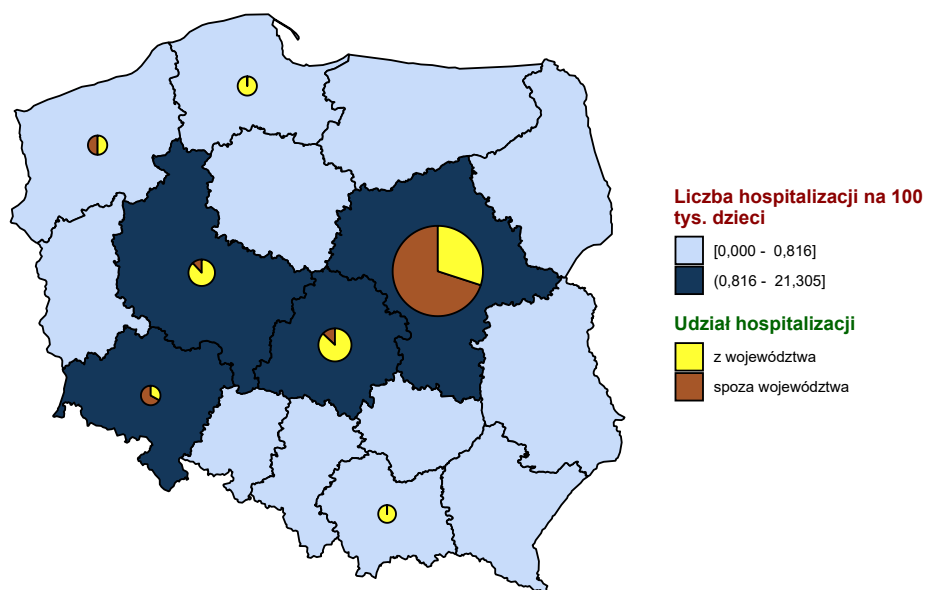 Liczba hospitalizacji na 100
tys. dzieci
[0,000 -  0,816]
(0,816 -  21,305]
Udział hospitalizacji
z województwa
spoza województwa